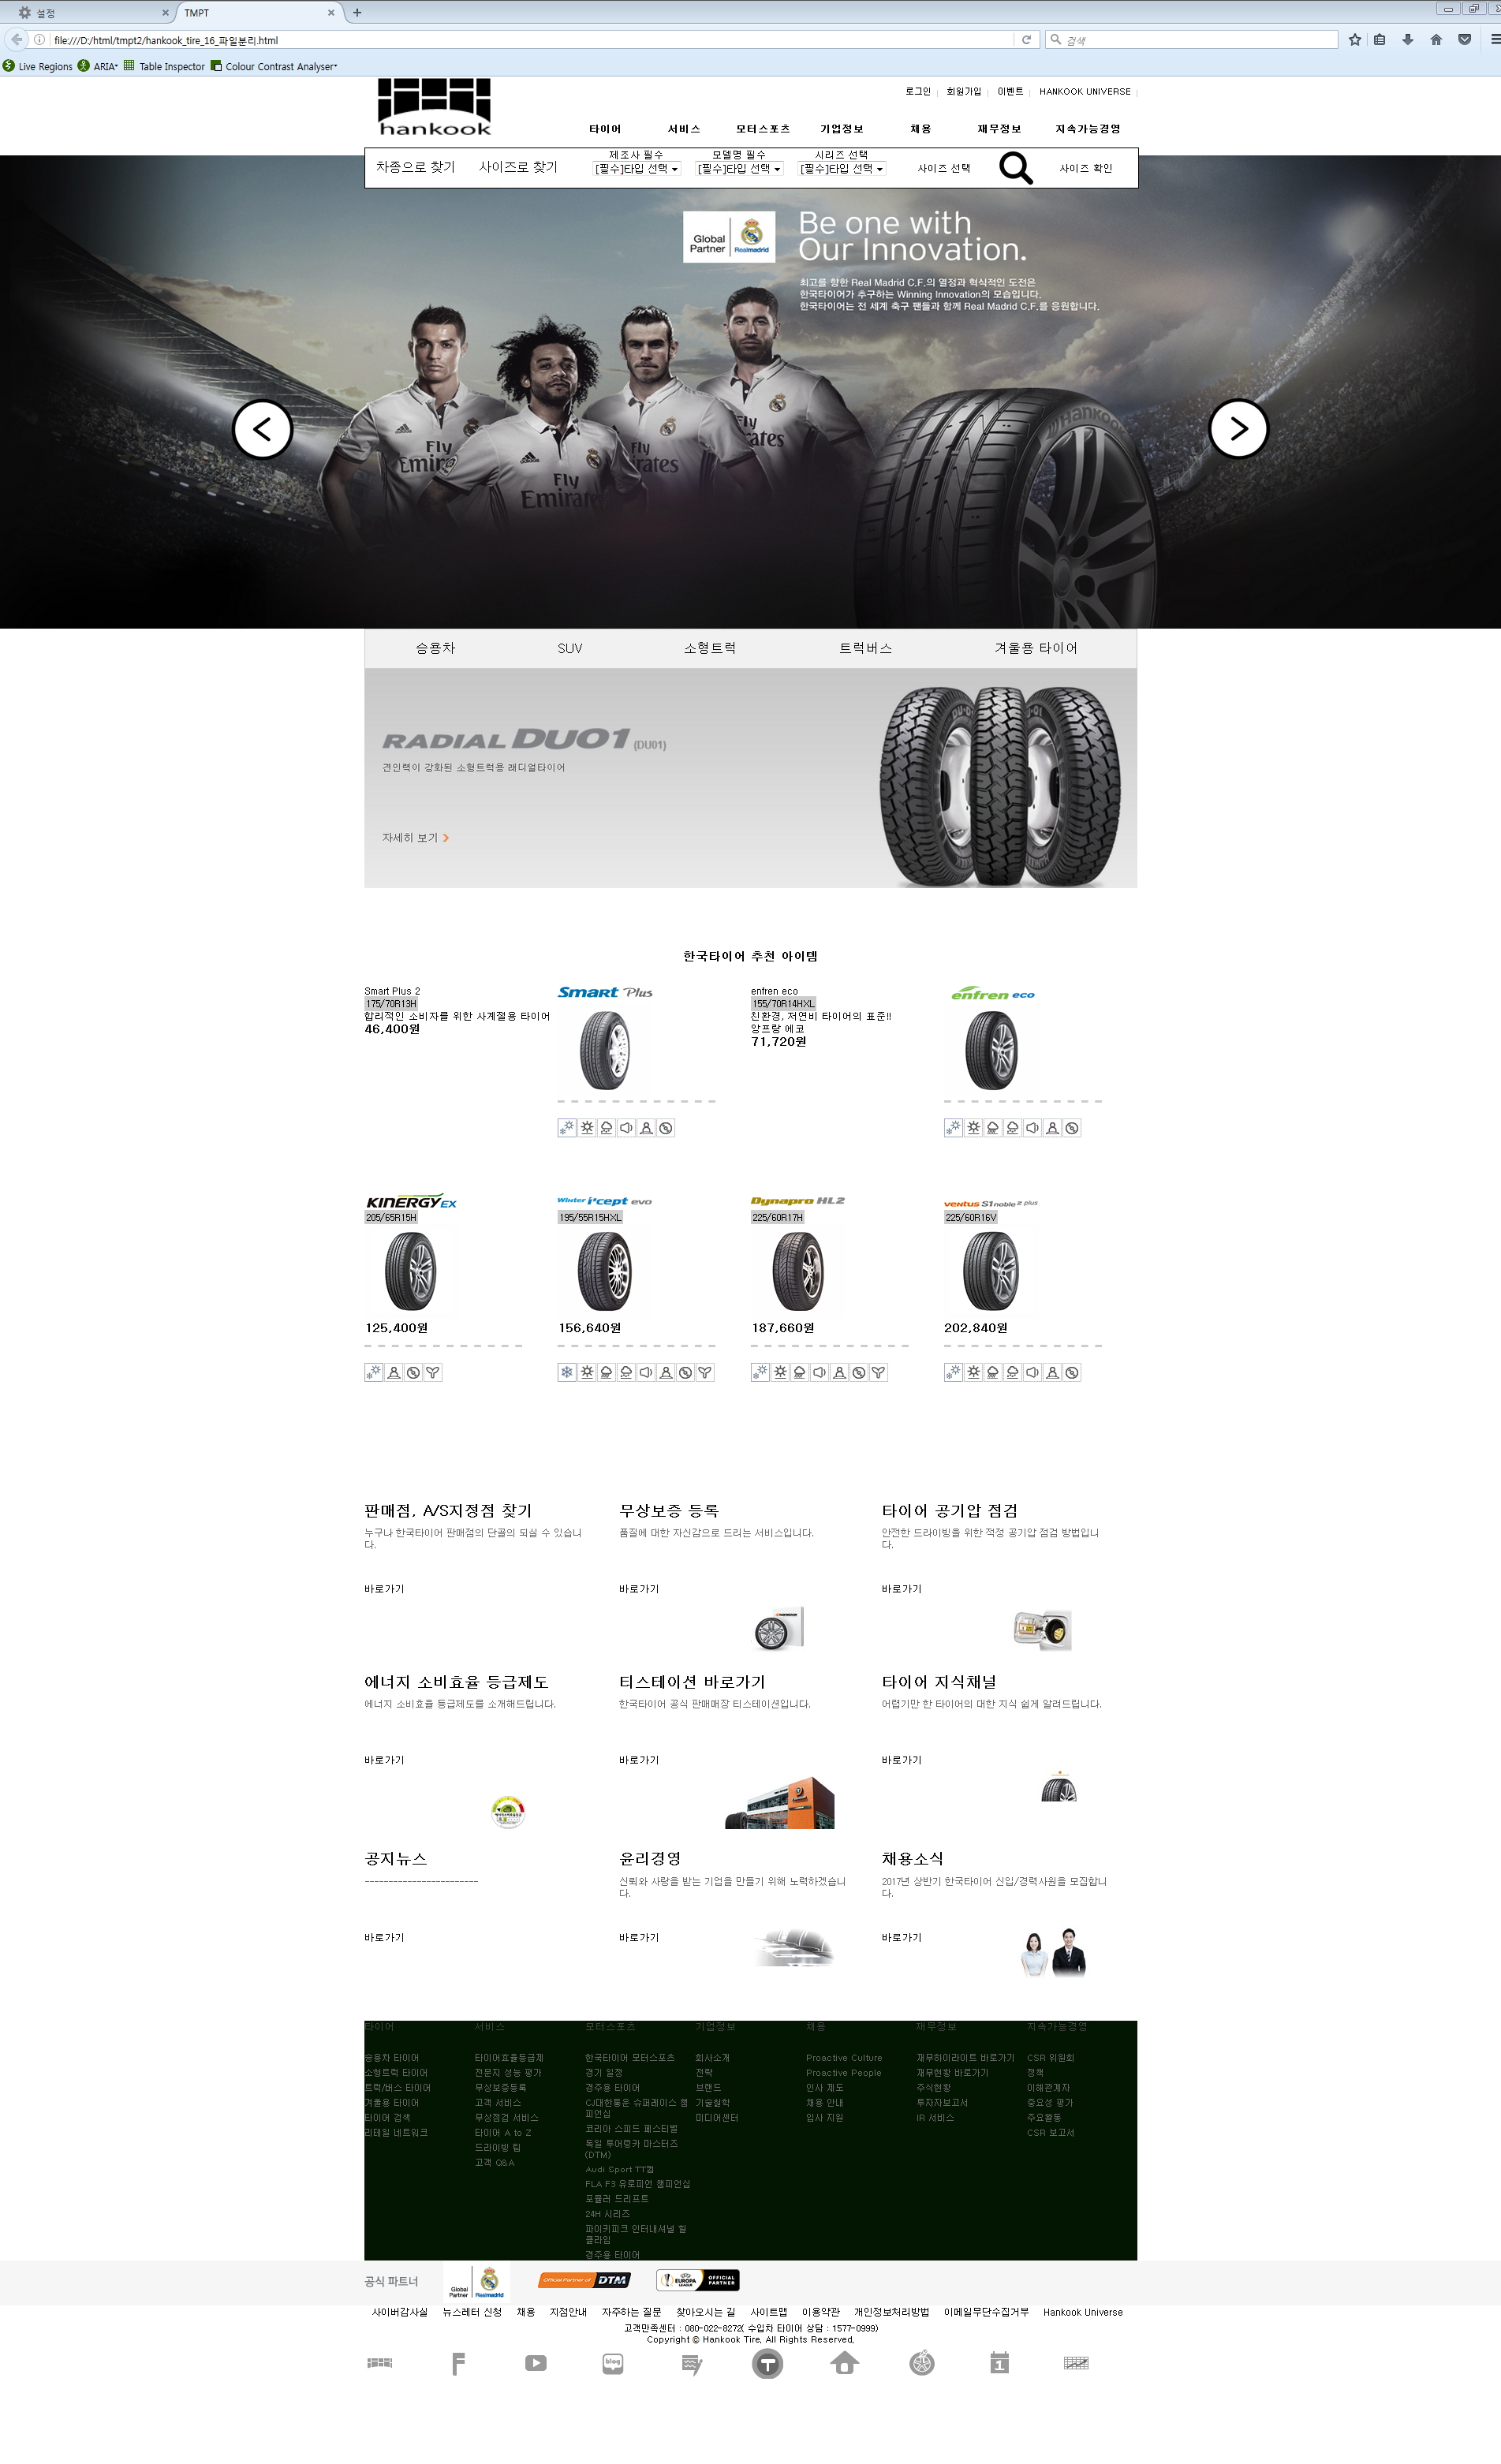 설정
TMPT
file:///D:/html/tmpt2/hankook_tire_16_파일분리.html
검색
Live Regions ARIA Table Inspector Colour Contrast Analyser
hankook
로그인 회원가입 이벤트 HANKOOK UNIVERSE
타이어 서비스 모터스포츠 기업정보 채용 재무정보 지속가능경영
차종으로 찾기 사이즈로 찾기
제조사 필수 모델명 필수 시리즈 선택
[필수]타입 선택 [필수]타입 선택 [필수]타입 선택 사이즈 선택 사이즈 확인
Global Partner Realmadrid
Be one with
Our Innovation.
최고를 향한 Real Madrid C.F.의 열정과 혁식적인 도전은
한국타이어가 추구하는 Winning Innovation의 모습입니다.
한국타이어는 전 세계 축구 팬들과 함께 Real Madrid C.F.를 응원합니다.
Fly Emirates
hankook
승용차 SUV 소형트럭 트럭버스 겨울용 타이어
RADIAL DU01 (DU01)
견인력이 강화된 소형트럭용 래디얼타이어
자세히 보기
한국타이어 추천 아이템
Smart Plus 2
175/70R13H
합리적인 소비자를 위한 사계절용 타이어
46,400원
Smart Plus
enfren eco
155/70R14HXL
친환경, 저연비 타이어의 표준!!
앙프랑 에코
71,720원
enfren eco
KINERGY EX
205/65R15H
125,400원
Winter i*cept evo
195/55R15HXL
156,640원
Dynapro HL2
225/60R17H
187,660원
ventus S1 noble 2 plus
225/60R16V
202,840원
판매점, A/S지정점 찾기
누구나 한국타이어 판매점의 단골의 되실 수 있습니
다.
바로가기
무상보증 등록
품질에 대한 자신감으로 드리는 서비스입니다.
바로가기
타이어 공기압 점검
안전한 드라이빙을 위한 적정 공기압 점검 방법입니
다.
바로가기
에너지 소비효율 등급제도
에너지 소비효율 등급제도를 소개해드립니다.
바로가기
티스테이션 바로가기
한국타이어 공식 판매매장 티스테이션입니다.
바로가기
타이어 지식채널
어렵기만 한 타이어의 대한 지식 쉽게 알려드립니다.
바로가기
공지뉴스
------------------------
바로가기
윤리경영
신뢰와 사랑을 받는 기업을 만들기 위해 노력하겠습니
다.
바로가기
채용소식
2017년 상반기 한국타이어 신입/경력사원을 모집합니
다.
바로가기
타이어
승용차 타이어
소형트럭 타이어
트럭/버스 타이어
겨울용 타이어
타이어 검색
리테일 네트워크
서비스
타이어효율등급제
전문지 성능 평가
무상보증등록
고객 서비스
무상점검 서비스
타이어 A to Z
드라이빙 팁
고객 Q&A
모터스포츠
한국타이어 모터스포츠
경기 일정
경주용 타이어
CJ대한통운 슈퍼레이스 챔
피언십
코리아 스피드 페스티벌
독일 투어링카 마스터즈
(DTM)
Audi Sport TT컵
FLA F3 유로피언 챔피언십
포뮬러 드리프트
24H 시리즈
파이키피크 인터내셔널 힐
클라임
경주용 타이어
기업정보
회사소개
전략
브랜드
기술철학
미디어센터
채용
Proactive Culture
Proactive People
인사 제도
채용 안내
입사 지원
재무정보
재무하이라이트 바로가기
재무현황 바로가기
주식현황
투자자보고서
IR 서비스
지속가능경영
CSR 위원회
정책
이해관계자
중요성 평가
주요활동
CSR 보고서
공식 파트너
Global Partner Realmadrid
Official Partner of DTM
EUROPA LEAGUE OFFICIAL PARTNER
사이버감사실 뉴스레터 신청 채용 지점안내 자주하는 질문 찾아오시는 길 사이트맵 이용약관 개인정보처리방법 이메일무단수집거부 Hankook Universe
고객만족센터 : 080-022-8272( 수입차 타이어 상담 : 1577-0999)
Copyright © Hankook Tire, All Rights Reserved,
blog
T
1